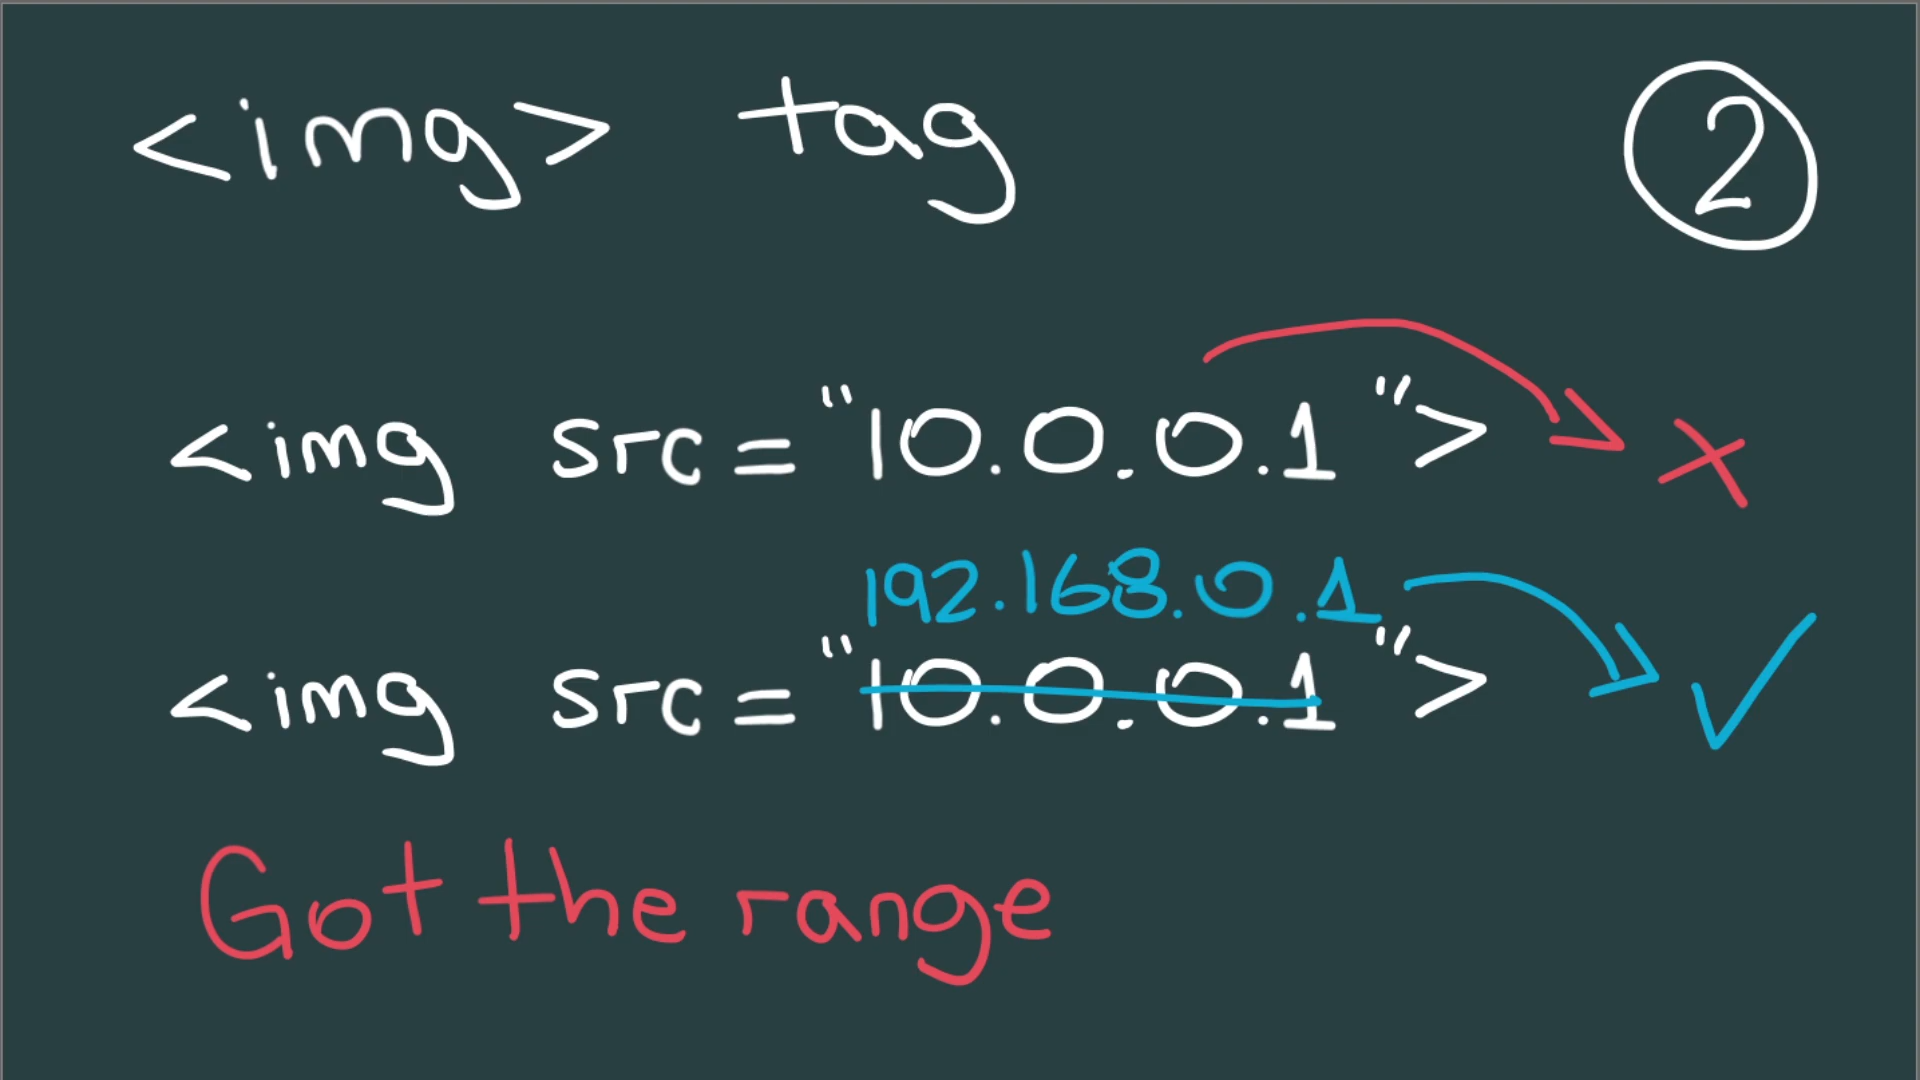 <img> tag
2
<img src="10.0.0.1">
192.168.0.1
<img src="10.0.0.1">
Got the range